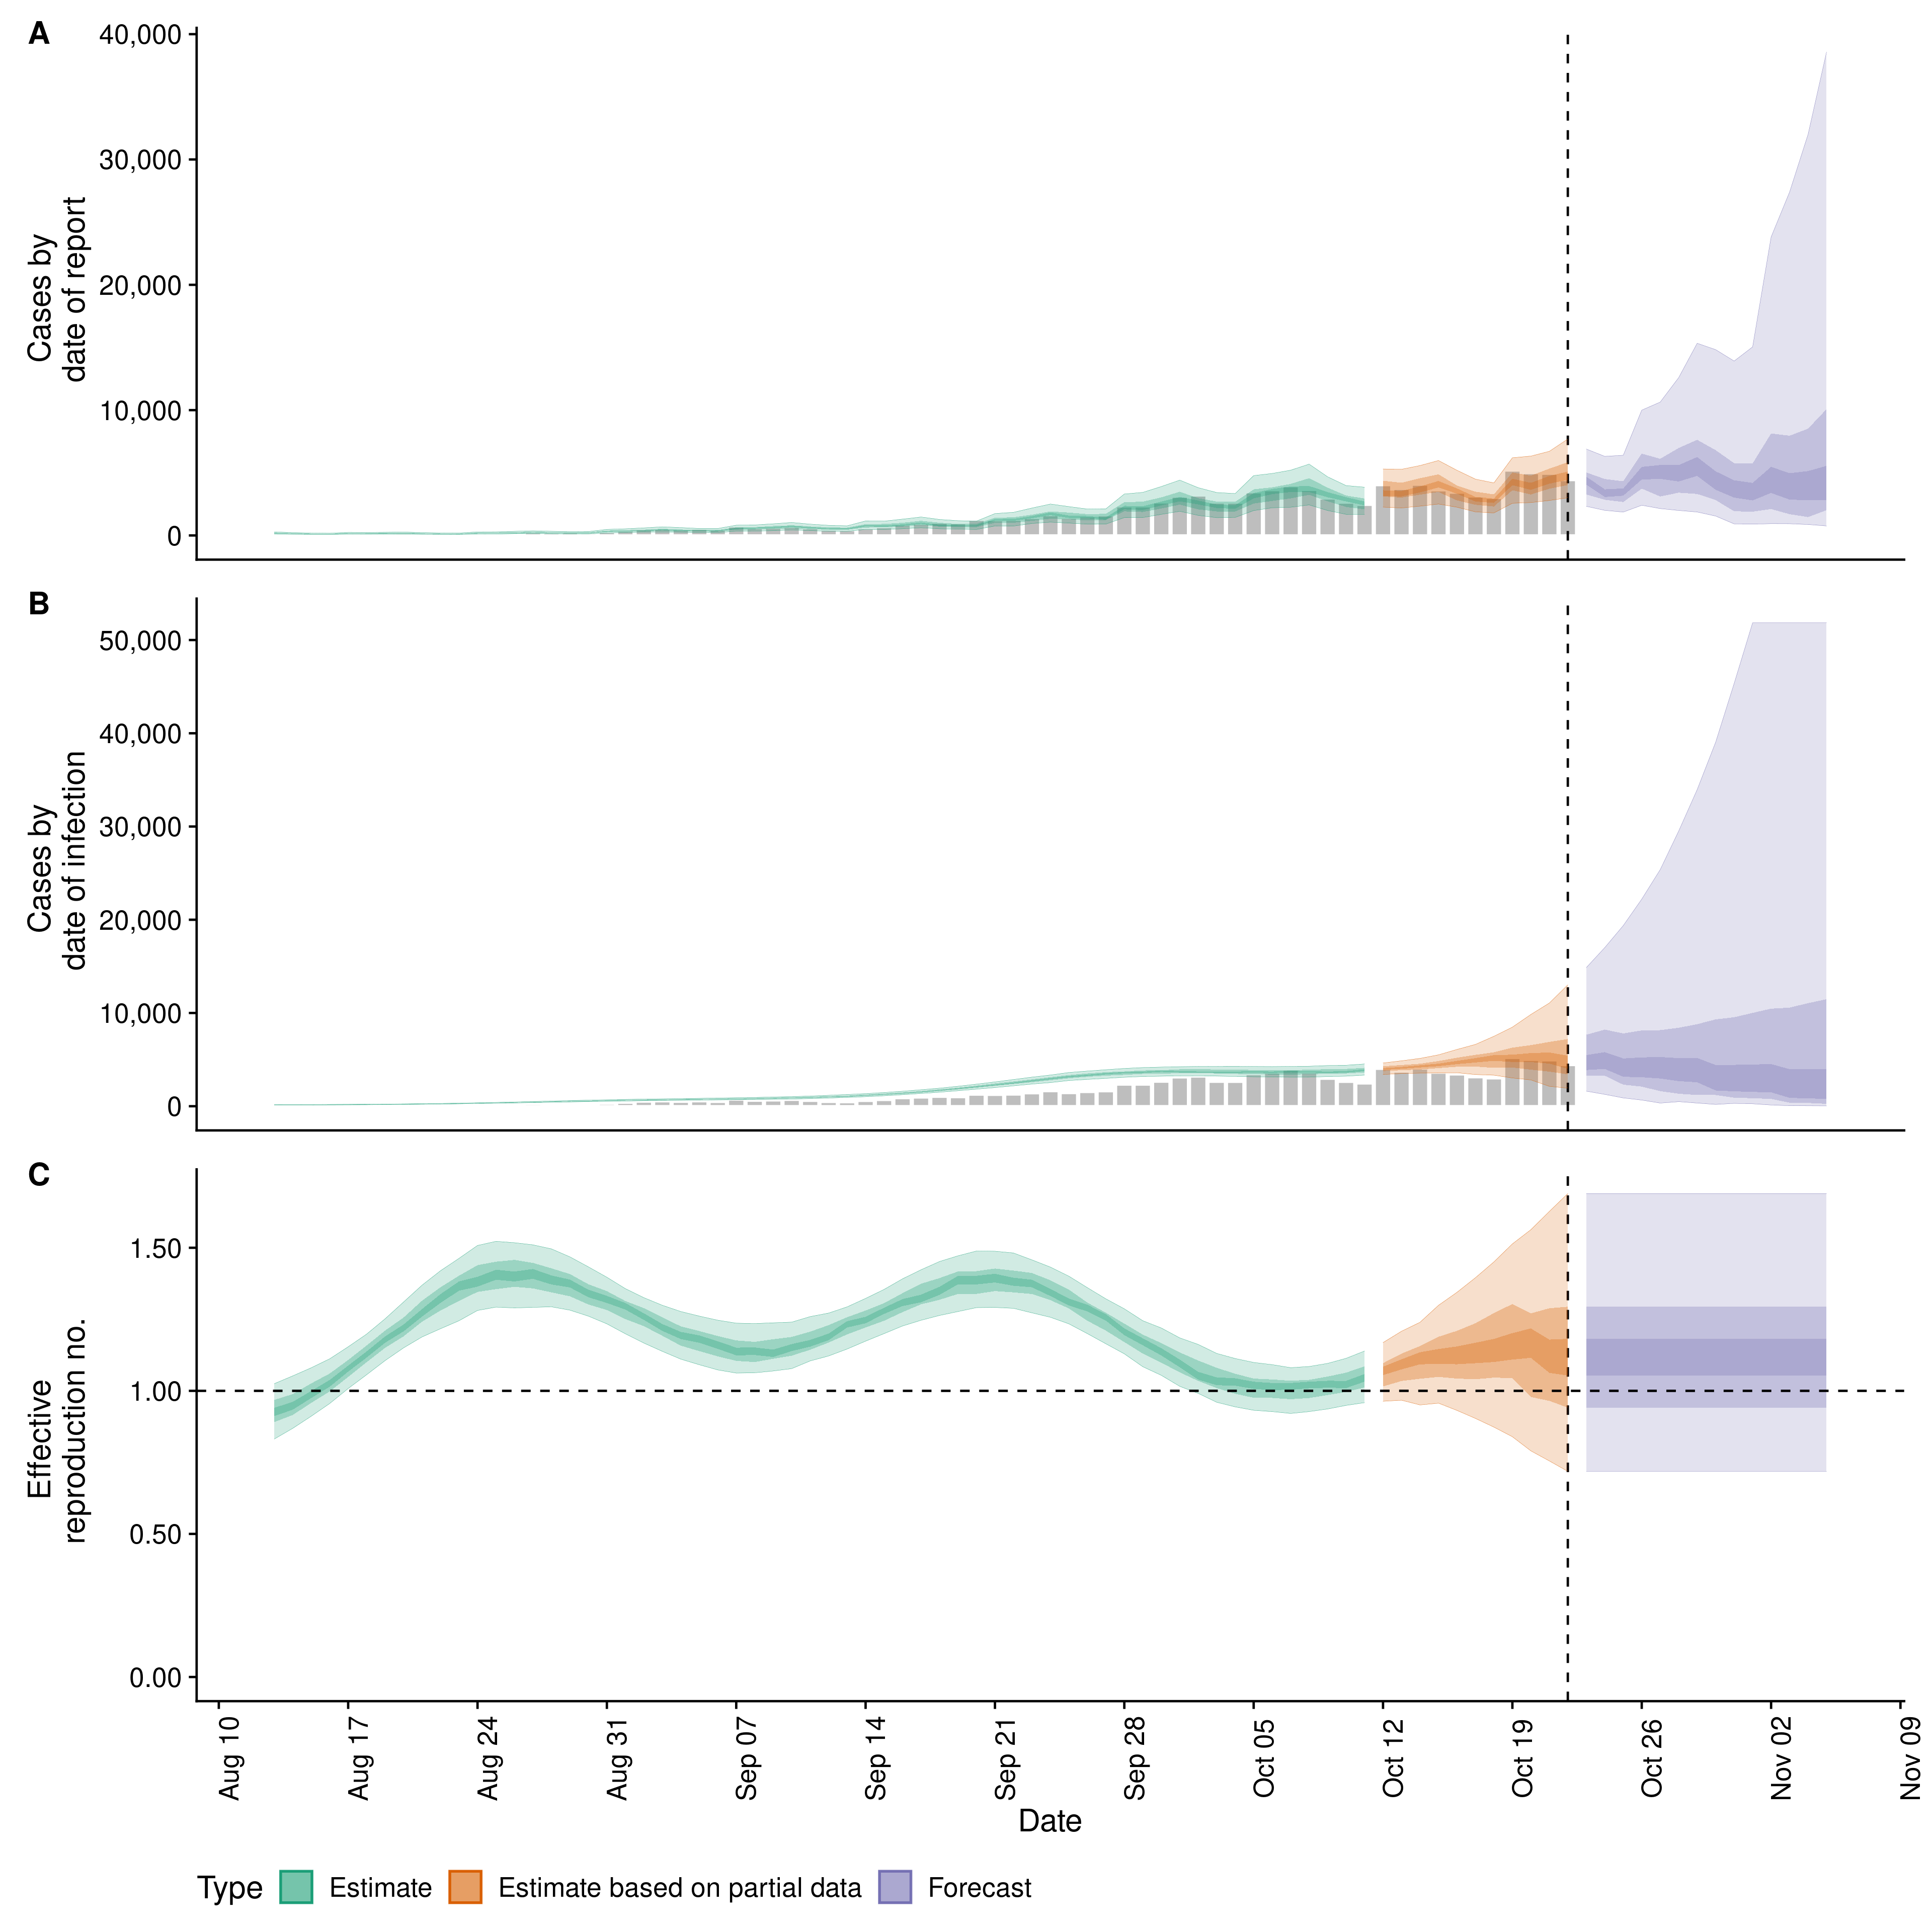 A
40,000
30,000
20,000
10,000
0
Cases by
date of report
B
50,000
40,000
30,000
20,000
10,000
0
Cases by
date of infection
C
1.50
1.00
0.50
0.00
Effective
reproduction no.
Aug 10
Aug 17
Aug 24
Aug 31
Sep 07
Sep 14
Sep 21
Sep 28
Oct 05
Oct 12
Oct 19
Oct 26
Nov 02
Nov 09
Date
Type Estimate Estimate based on partial data Forecast